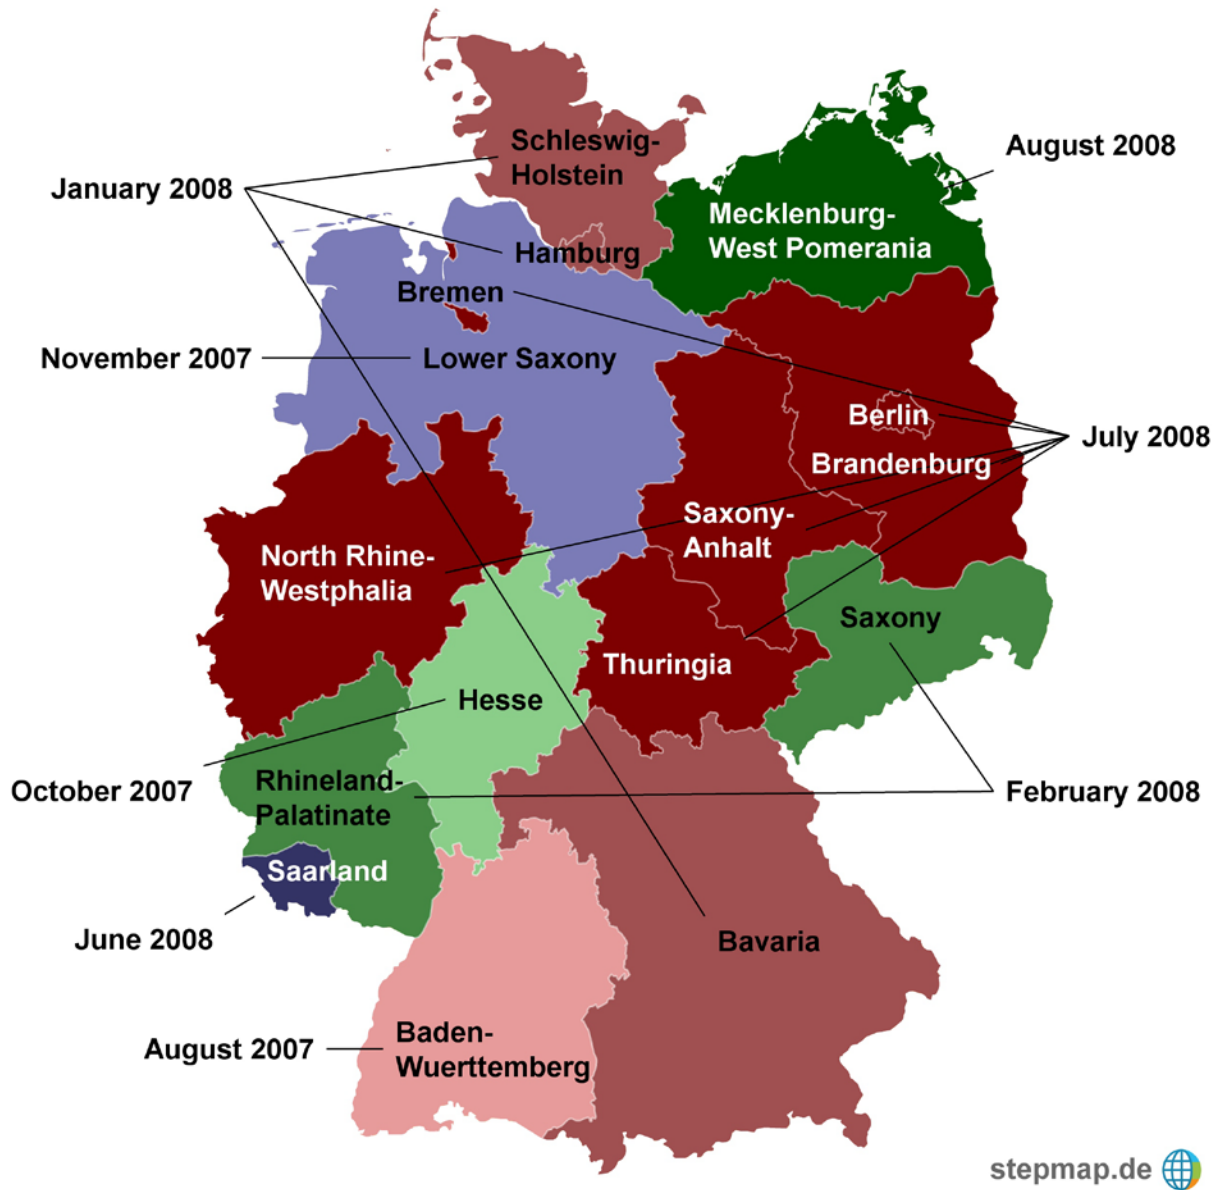 Schleswig-
Holstein
August 2008
January 2008
Mecklenburg-
West Pomerania
Hamburg
Bremen
November 2007
Lower Saxony
Berlin
July 2008
Brandenburg
Saxony-
Anhalt
North Rhine-
Westphalia
Saxony
Thuringia
Hesse
October 2007
Rhineland-
Palatinate
February 2008
Saarland
June 2008
Bavaria
August 2007
Baden-
Wuerttemberg
stepmap.de